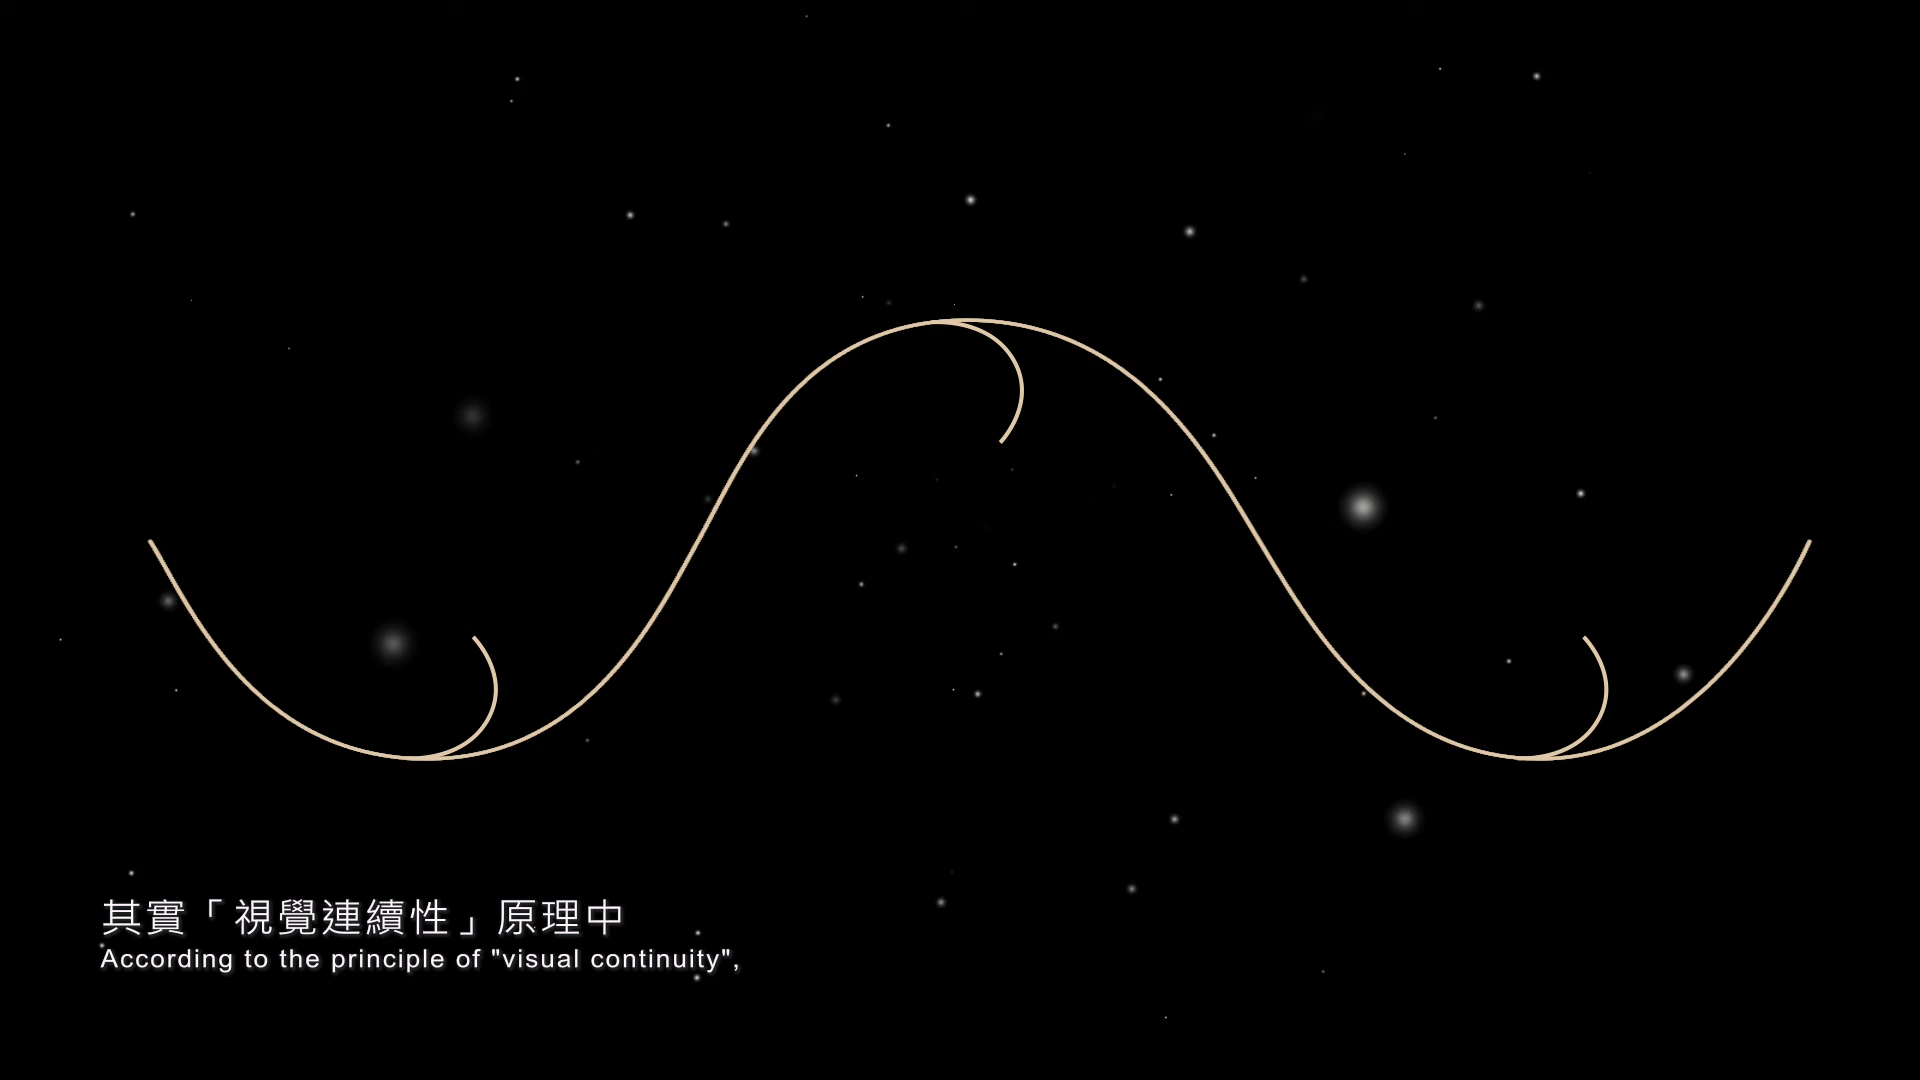 其實「視覺連續性」原理中
According to the principle of "visual continuity",